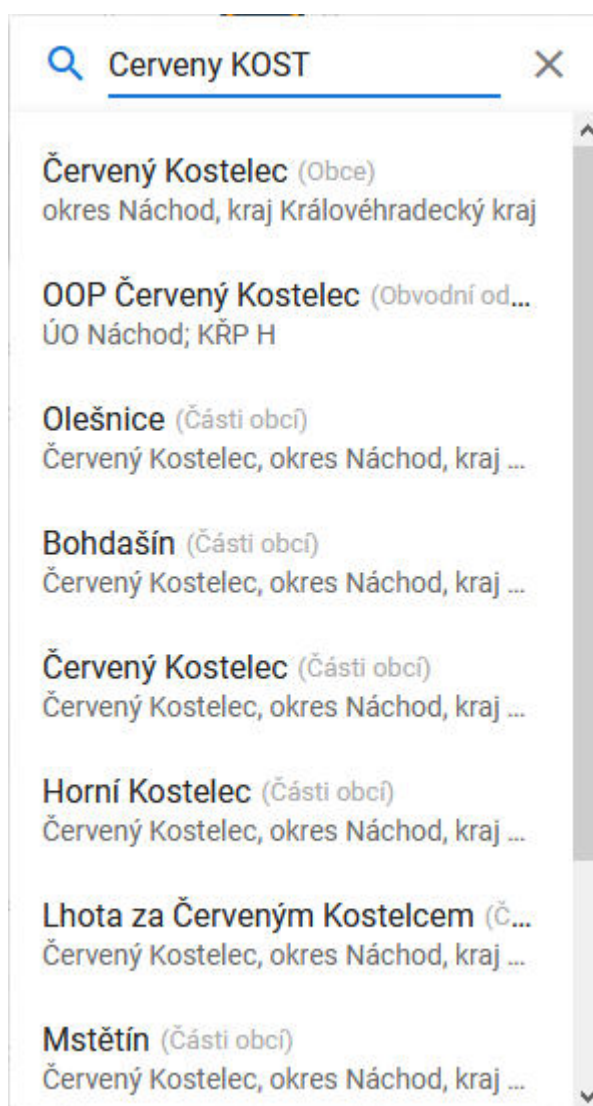 Cerveny KOST
Červený Kostelec (Obce)
okres Náchod, kraj Královéhradecký kraj
OOP Červený Kostelec (Obvodní od...
ÚO Náchod; KŘP H
Olešnice (Části obcí)
Červený Kostelec, okres Náchod, kraj ...
Bohdašín (Části obcí)
Červený Kostelec, okres Náchod, kraj ...
Červený Kostelec (Části obcí)
Červený Kostelec, okres Náchod, kraj ...
Horní Kostelec (Části obcí)
Červený Kostelec, okres Náchod, kraj ...
Lhota za Červeným Kostelcem (Č...
Červený Kostelec, okres Náchod, kraj ...
Mstětín (Části obcí)
Červený Kostelec, okres Náchod, kraj ...